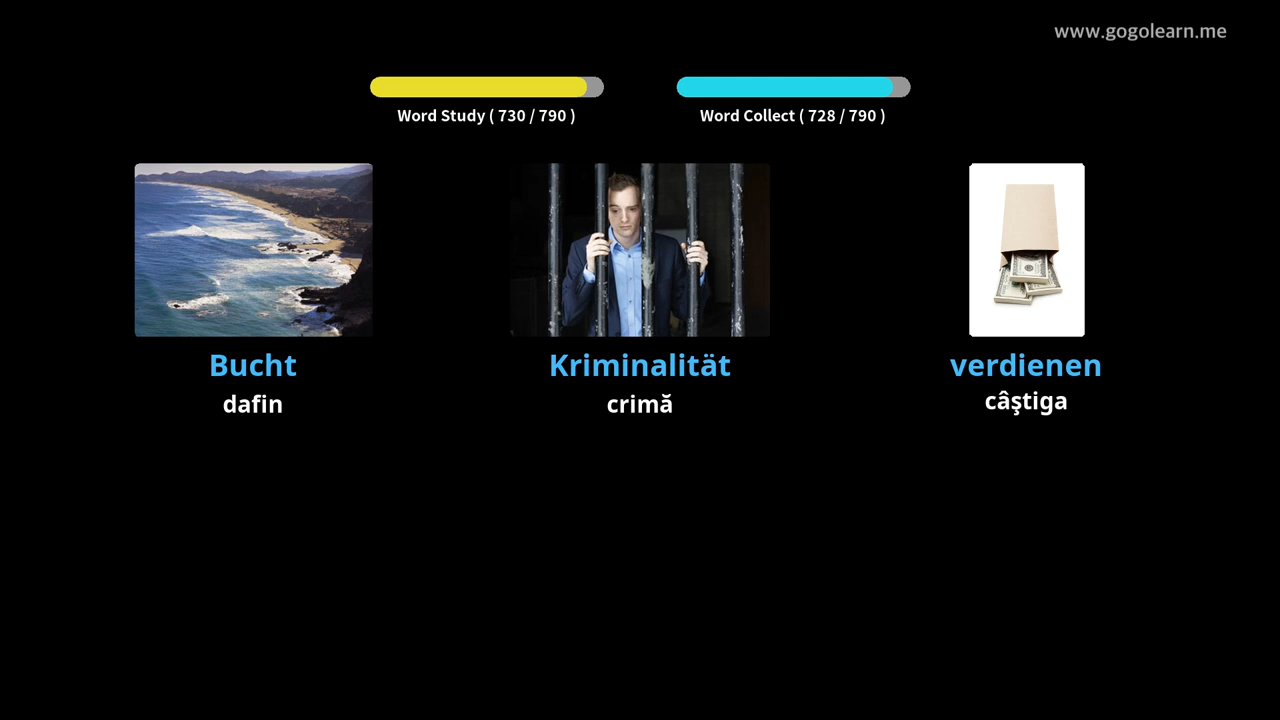 www.gogolearn.me
Word Study ( 730 / 790 )
Word Collect ( 728 / 790 )
Bucht
dafin
Kriminalität
crimă
verdienen
câştiga